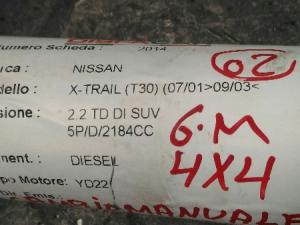 umero Scheda : 2014
02
ca : NISSAN
dello : X-TRAIL (T30) (07/01>09/03<
sione : 2.2 TD DI SUV
5P/D/2184CC
G.M
4X4
ment. : DIESEL
po Motore: YD22
MANUALE